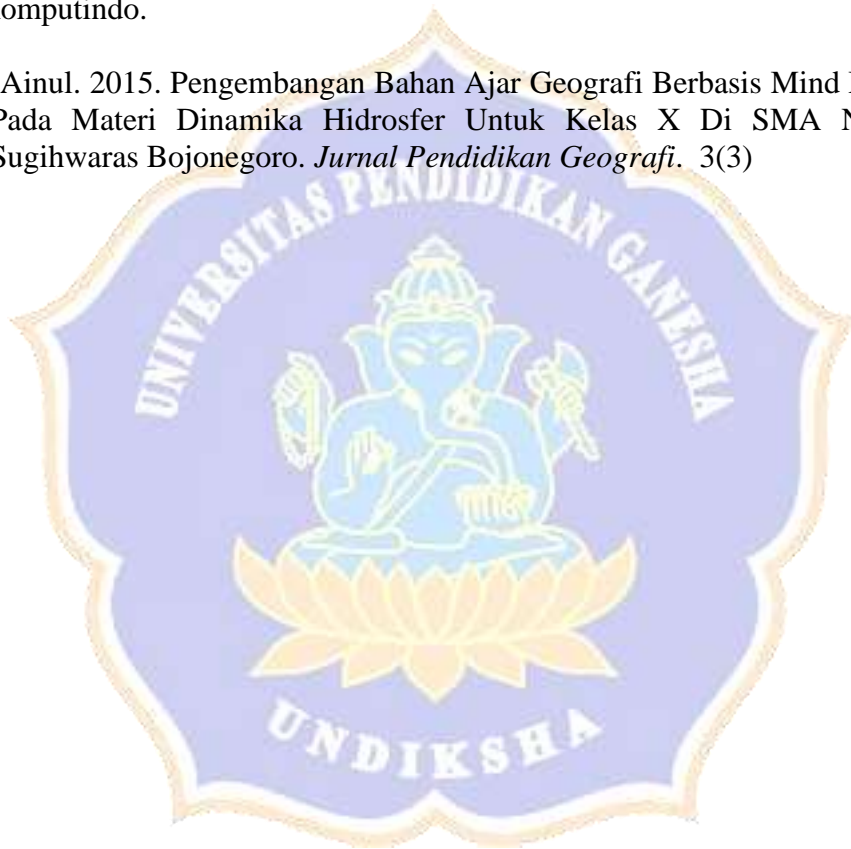 komputindo.
Ainul. 2015. Pengembangan Bahan Ajar Geografi Berbasis Mind
Pada Materi Dinamika Hidrosfer Untuk Kelas X Di SMA
Sugihwaras Bojonegoro. Jurnal Pendidikan Geografi. 3(3)
UNIVERSITAS PENDIDIKAN GANESHA
UNDIKSHA